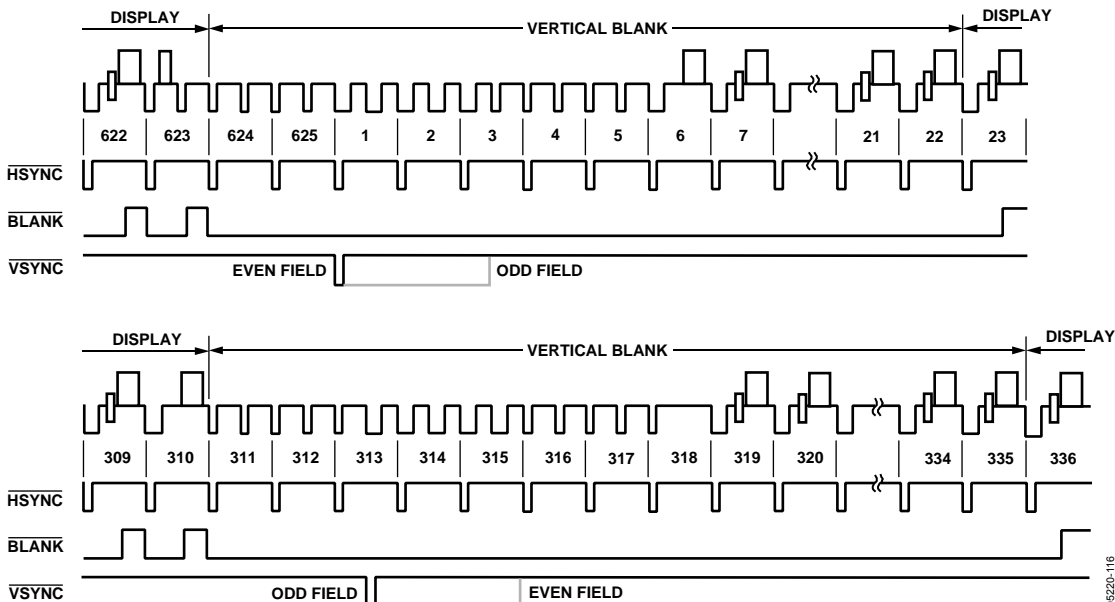 DISPLAY VERTICAL BLANK DISPLAY
622 623 624 625 1 2 3 4 5 6 7 21 22 23
HSYNC
BLANK
VSYNC
EVEN FIELD ODD FIELD
DISPLAY VERTICAL BLANK DISPLAY
309 310 311 312 313 314 315 316 317 318 319 320 334 335 336
HSYNC
BLANK
VSYNC
ODD FIELD EVEN FIELD
05220-116